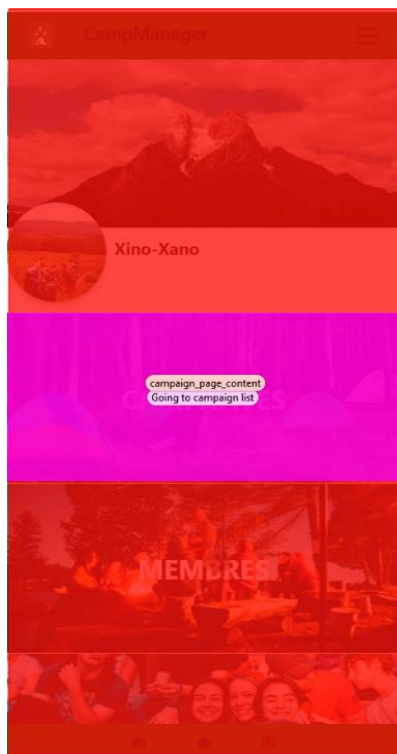 CampManager
Xino-Xano
campaign_page_content
Going to campaign list
MEMBRES